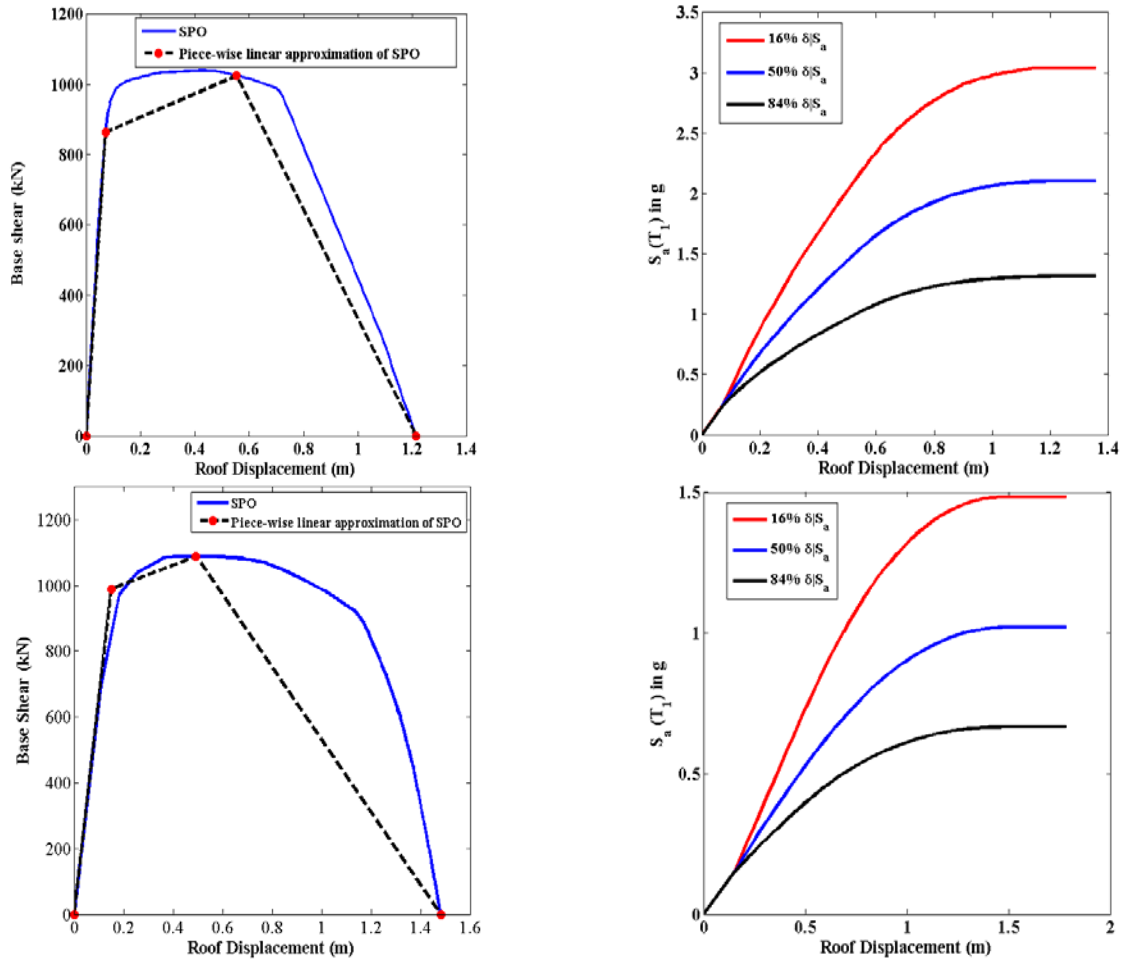 1200
1000
800
600
400
200
0
0 0.2 0.4 0.6 0.8 1 1.2 1.4
Base shear (kN)
Roof Displacement (m)
SPO
Piece-wise linear approximation of SPO
3.5
3
2.5
2
1.5
1
0.5
0
0 0.2 0.4 0.6 0.8 1 1.2 1.4
Sa(T1) in g
Roof Displacement (m)
16% δ|Sa
50% δ|Sa
84% δ|Sa
1200
1000
800
600
400
200
0
0 0.2 0.4 0.6 0.8 1 1.2 1.4 1.6
Base Shear (kN)
Roof Displacement (m)
SPO
Piece-wise linear approximation of SPO
1.5
1
0.5
0
0 0.5 1 1.5 2
Sa(T1) in g
Roof Displacement (m)
16% δ|Sa
50% δ|Sa
84% δ|Sa